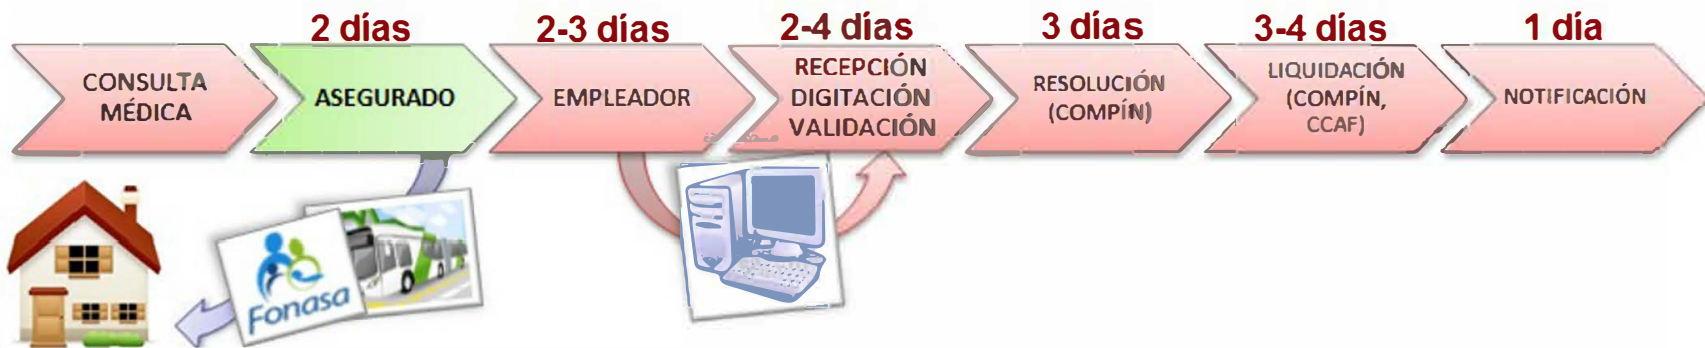 2 días
2-3 días
2-4 días
3 días
3-4 días
1 día
CONSULTA
MÉDICA
ASEGURADO
EMPLEADOR
RECEPCIÓN
DIGITACIÓN
VALIDACIÓN
RESOLUCIÓN
(COMPÍN)
LIQUIDACIÓN
(COMPÍN,
CCAF)
NOTIFICACIÓN
Fonasa